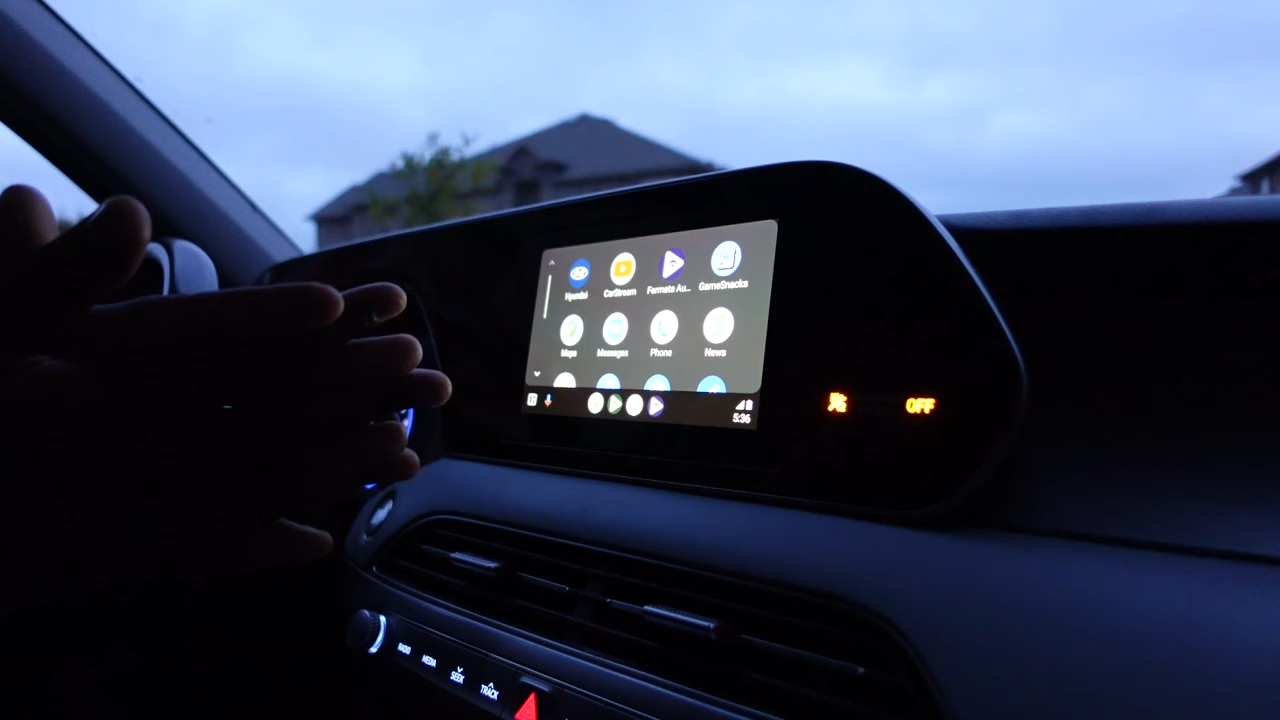 Hyundai
CarStream
Fermata Au...
GameSnacks
Maps
Messages
Phone
News
5:36
OFF
RADIO
MEDIA
SEEK
TRACK